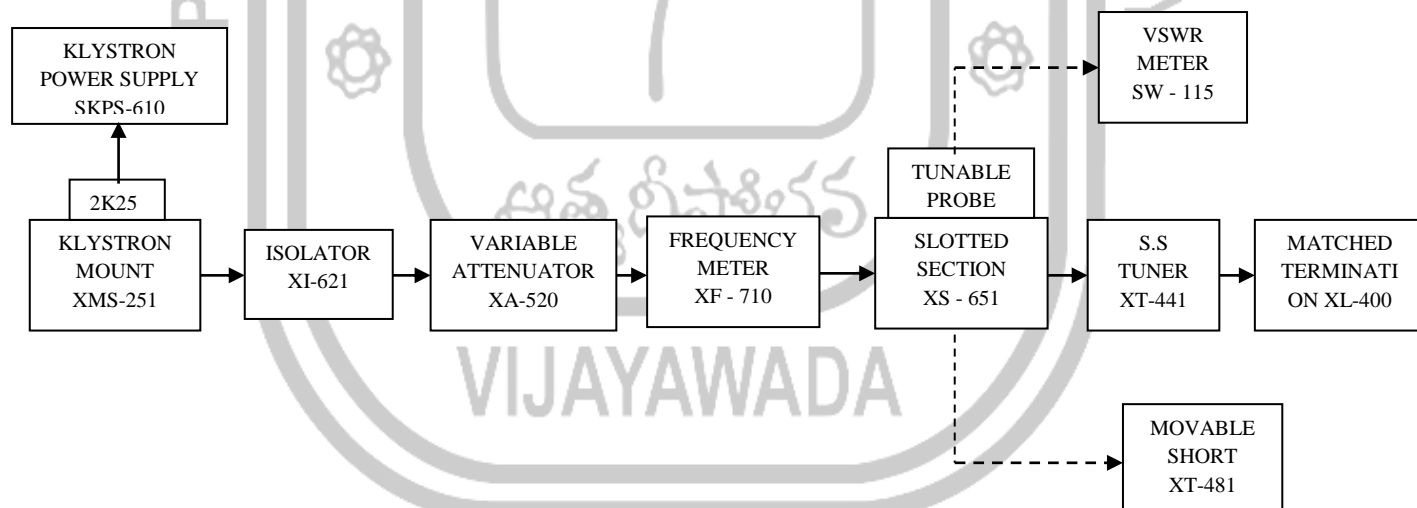 KLYSTRON
POWER SUPPLY
SKPS-610
2K25
KLYSTRON
MOUNT
XMS-251
ISOLATOR
XI-621
VARIABLE
ATTENUATOR
XA-520
FREQUENCY
METER
XF - 710
TUNABLE
PROBE
SLOTTED
SECTION
XS - 651
VSWR
METER
SW - 115
S.S
TUNER
XT-441
MATCHED
TERMINATI
ON XL-400
MOVABLE
SHORT
XT-481
VIJAYAWADA